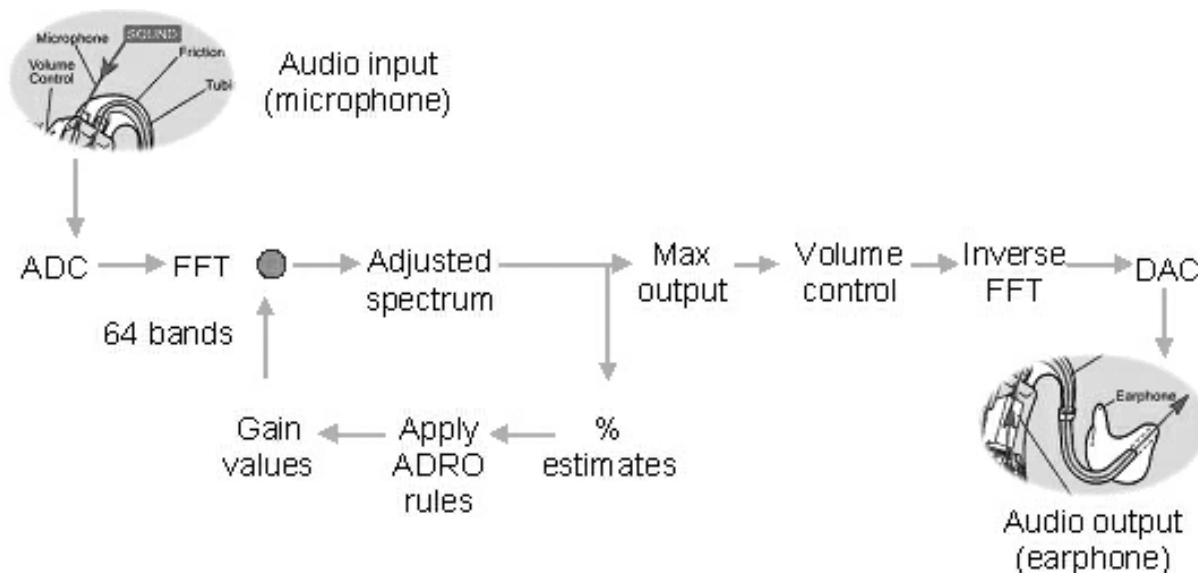 Microphone
SOUND
Friction
Volume
Control
Tubi
Audio input
(microphone)
ADC
FFT
64 bands
Adjusted
spectrum
Max
output
Volume
control
Inverse
FFT
DAC
Gain
values
Apply
ADRO
rules
%
estimates
Earphone
Audio output
(earphone)